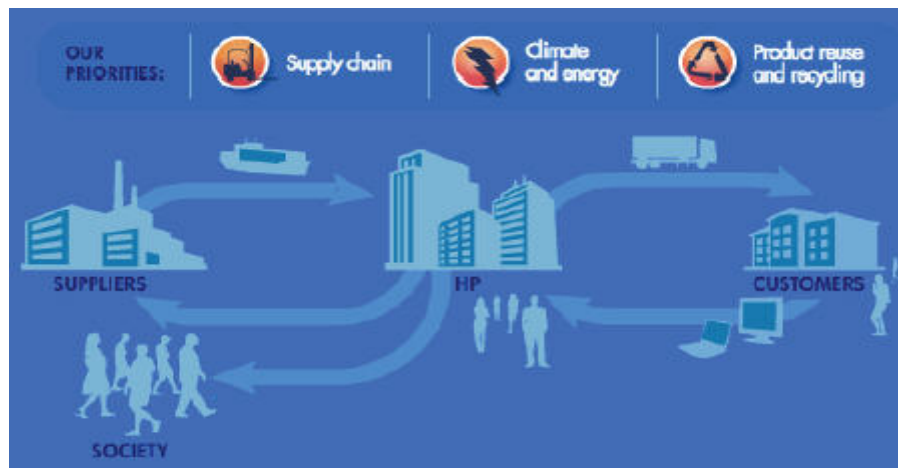 OUR
PRIORITIES:
Supply chain
Climate
and energy
Product reuse
and recycling
SUPPLIERS
HP
CUSTOMERS
SOCIETY